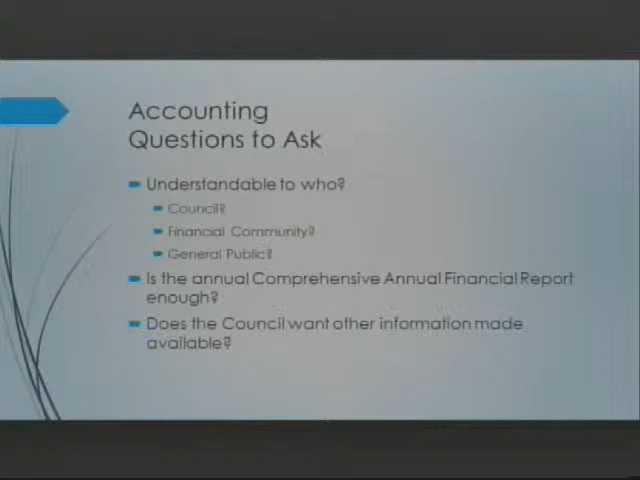 Accounting
Questions to Ask
Understandable to who?
Council?
Financial Community?
General Public?
Is the annual Comprehensive Annual Financial Report
enough?
Does the Council want other information made
available?